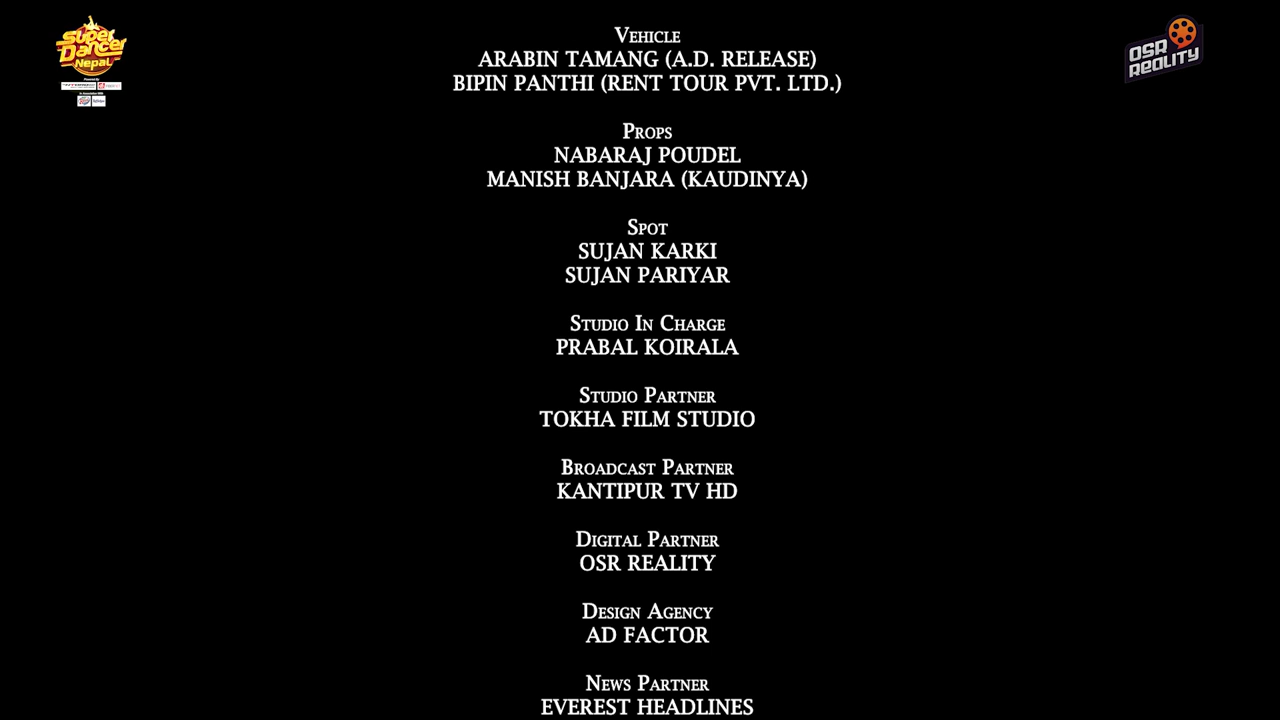 Super
Dancer
Nepal
Powered By
OSR
REALITY
VEHICLE
ARABIN TAMANG (A.D. RELEASE)
BIPIN PANTHI (RENT TOUR PVT. LTD.)
PROPS
NABARAJ POUDEL
MANISH BANJARA (KAUDINYA)
SPOT
SUJAN KARKI
SUJAN PARIYAR
STUDIO IN CHARGE
PRABAL KOIRALA
STUDIO PARTNER
TOKHA FILM STUDIO
BROADCAST PARTNER
KANTIPUR TV HD
DIGITAL PARTNER
OSR REALITY
DESIGN AGENCY
AD FACTOR
NEWS PARTNER
EVEREST HEADLINES